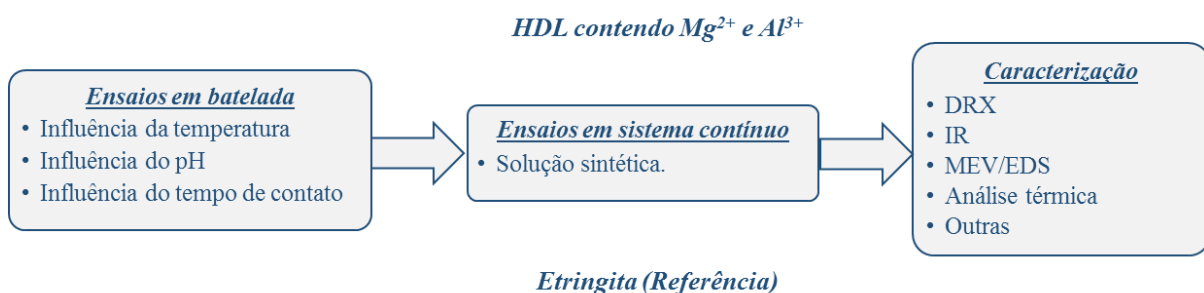 HDL contendo Mg²⁺ e Al³⁺
Ensaios em batelada
• Influência da temperatura
• Influência do pH
• Influência do tempo de contato
Ensaios em sistema contínuo
• Solução sintética.
Caracterização
• DRX
• IR
• MEV/EDS
• Análise térmica
• Outras
Etringita (Referência)